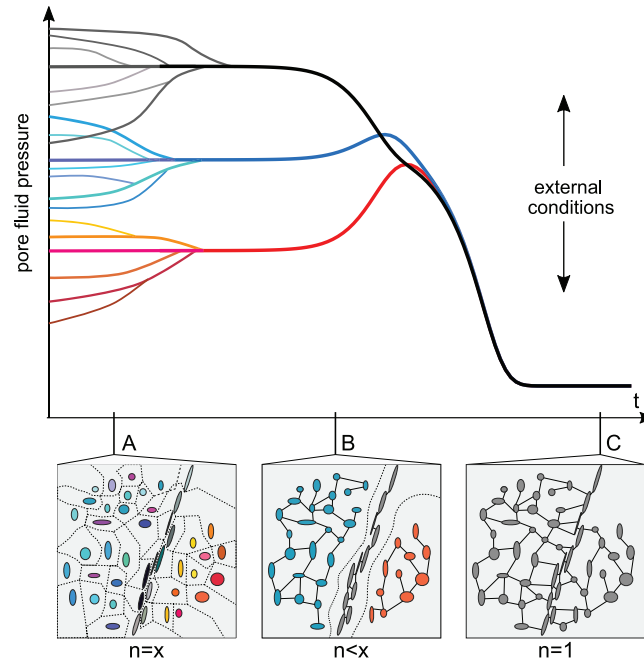 pore fluid pressure
external
conditions
t
A
B
C
n=x
n<x
n=1